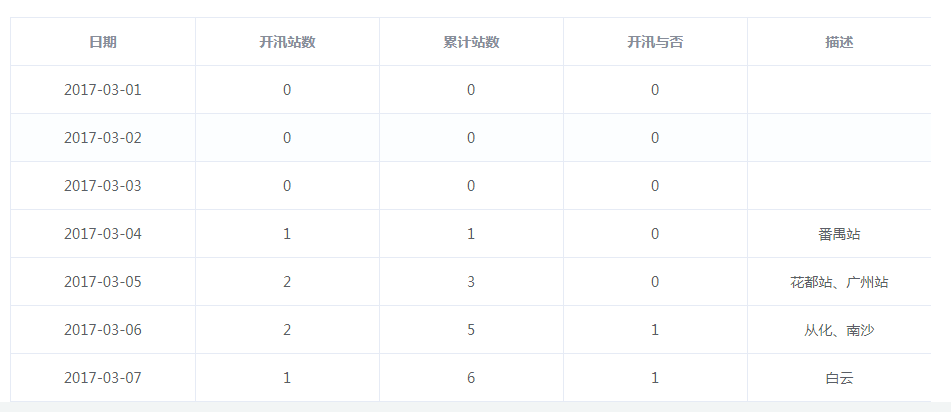 日期 开汛站数 累计站数 开汛与否 描述
2017-03-01 0 0 0
2017-03-02 0 0 0
2017-03-03 0 0 0
2017-03-04 1 1 0 番禺站
2017-03-05 2 3 0 花都站、广州站
2017-03-06 2 5 1 从化、南沙
2017-03-07 1 6 1 白云